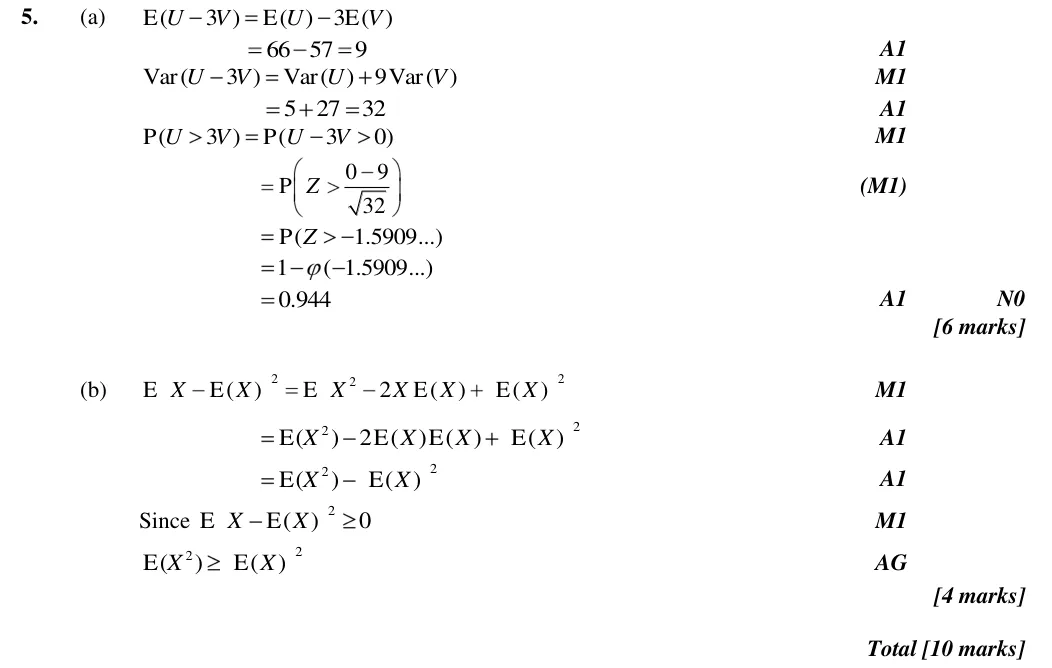 5. (a) E(U − 3V) = E(U) − 3E(V)
= 66 − 57 = 9 A1
Var(U − 3V) = Var(U) + 9Var(V) M1
= 5 + 27 = 32 A1
P(U > 3V) = P(U − 3V > 0) M1
= P(Z > (0 − 9)/√32) (M1)
= P(Z > −1.5909...)
= 1 − φ(−1.5909...)
= 0.944 A1 N0
[6 marks]
(b) E X − E(X) ² = E X² − 2X E(X) + E(X) ² M1
= E(X²) − 2E(X)E(X) + E(X) ² A1
= E(X²) − E(X) ² A1
Since E X − E(X) ² ≥ 0 M1
E(X²) ≥ E(X) ² AG
[4 marks]
Total [10 marks]